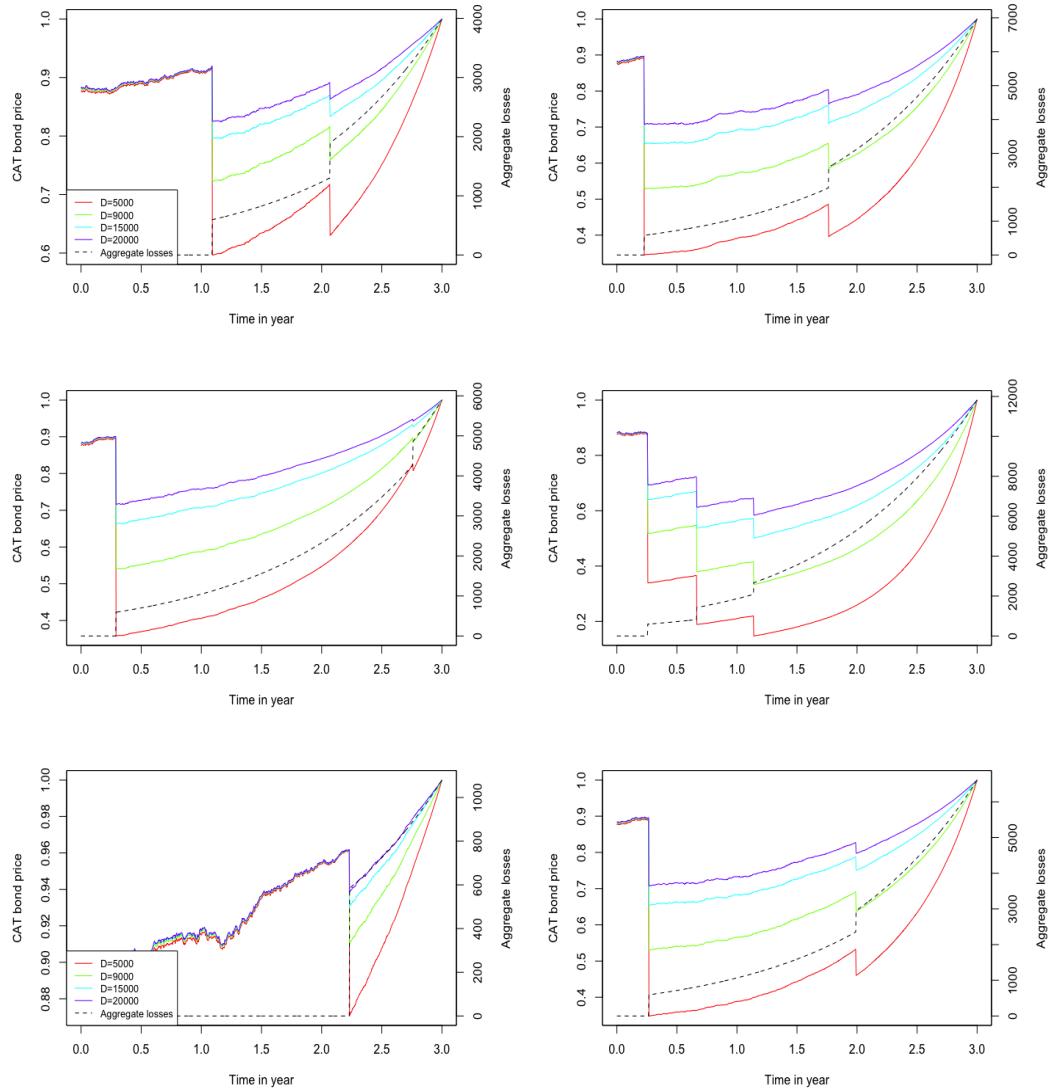 CAT bond price
0.6 0.7 0.8 0.9 1.0
D=5000
D=9000
D=15000
D=20000
Aggregate losses
0.0 0.5 1.0 1.5 2.0 2.5 3.0
Time in year
0 1000 2000 3000 4000
Aggregate losses
CAT bond price
0.4 0.5 0.6 0.7 0.8 0.9 1.0
0.0 0.5 1.0 1.5 2.0 2.5 3.0
Time in year
0 1000 3000 5000 7000
Aggregate losses
CAT bond price
0.4 0.5 0.6 0.7 0.8 0.9 1.0
0.0 0.5 1.0 1.5 2.0 2.5 3.0
Time in year
0 1000 2000 3000 4000 5000 6000
Aggregate losses
CAT bond price
0.2 0.4 0.6 0.8 1.0
0.0 0.5 1.0 1.5 2.0 2.5 3.0
Time in year
0 2000 4000 6000 8000 12000
Aggregate losses
CAT bond price
0.88 0.90 0.92 0.94 0.96 0.98 1.00
D=5000
D=9000
D=15000
D=20000
Aggregate losses
0.0 0.5 1.0 1.5 2.0 2.5 3.0
Time in year
0 200 400 600 800 1000
Aggregate losses
CAT bond price
0.4 0.5 0.6 0.7 0.8 0.9 1.0
0.0 0.5 1.0 1.5 2.0 2.5 3.0
Time in year
0 1000 3000 5000
Aggregate losses